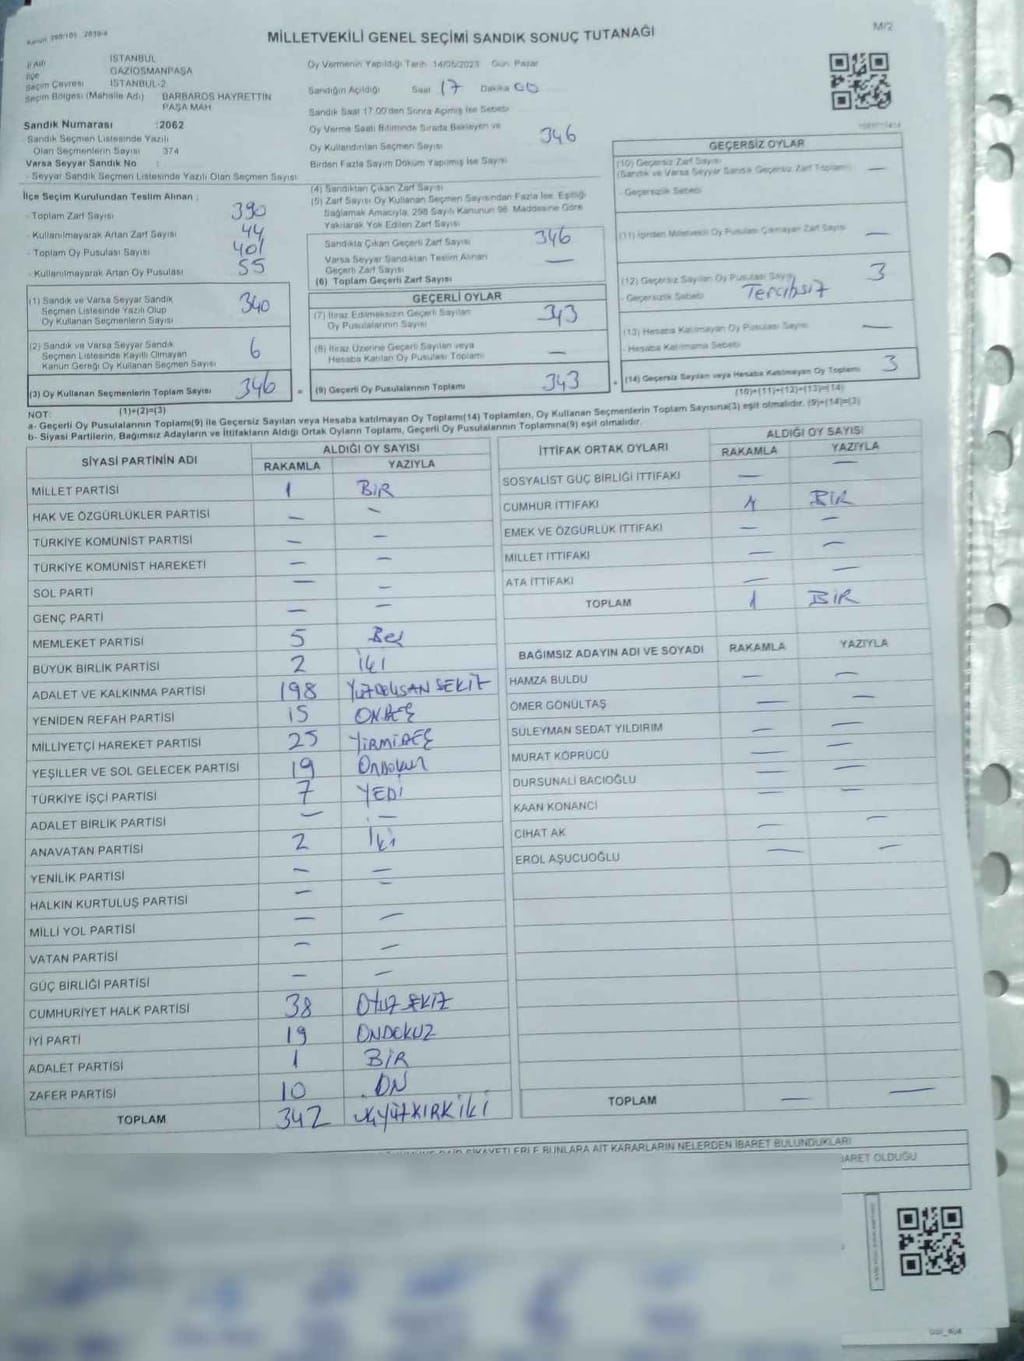 MİLLETVEKİLİ GENEL SEÇİMİ SANDIK SONUÇ TUTANAĞI
M/2
İli Adı İSTANBUL
İlçe GAZİOSMANPAŞA
Seçim Çevresi İSTANBUL-2
Seçim Bölgesi (Mahalle Adı) BARBAROS HAYRETTİN PAŞA MAH
Sandık Numarası :2062
Sandık Seçmen Listesinde Yazılı
Olan Seçmenlerin Sayısı 374
Varsa Seyyar Sandık No :
- Seyyar Sandık Seçmen Listesinde Yazılı Olan Seçmen Sayısı
Oy Vermenin Yapıldığı Tarih 14/05/2023 Gün Pazar
Sandığın Açıldığı Saat 17 Dakika 00
Sandık Saat 17:00'den Sonra Açılmış İse Sebebi
Oy Verme Saati Bitiminde Sırada Bekleyen ve
Oy Kullandırılan Seçmen Sayısı 346
Birden Fazla Sayım Döküm Yapılmış İse Sayısı
İlçe Seçim Kurulundan Teslim Alınan :
- Toplam Zarf Sayısı 390
- Kullanılmayarak Artan Zarf Sayısı 44
- Toplam Oy Pusulası Sayısı 401
- Kullanılmayarak Artan Oy Pusulası 55
(1) Sandık ve Varsa Seyyar Sandık
Seçmen Listesinde Yazılı Olup
Oy Kullanan Seçmenlerin Sayısı 340
(2) Sandık ve Varsa Seyyar Sandık
Seçmen Listesinde Kayıtlı Olmayan
Kanun Gereği Oy Kullanan Seçmen Sayısı 6
(3) Oy Kullanan Seçmenlerin Toplam Sayısı 346
(1)+(2)=(3)
(4) Sandıktan Çıkan Zarf Sayısı
(5) Zarf Sayısı Oy Kullanan Seçmen Sayısından Fazla İse, Eşitliği
Sağlamak Amacıyla, 298 Sayılı Kanunun 98. Maddesine Göre
Yakılarak Yok Edilen Zarf Sayısı
Sandıkta Çıkan Geçerli Zarf Sayısı 346
Varsa Seyyar Sandıktan Teslim Alınan
Geçerli Zarf Sayısı —
(6) Toplam Geçerli Zarf Sayısı
GEÇERLİ OYLAR
(7) İtiraz Edilmeksizin Geçerli Sayılan
Oy Pusulalarının Sayısı 343
(8) İtiraz Üzerine Geçerli Sayılan veya
Hesaba Katılan Oy Pusulası Toplamı —
(9) Geçerli Oy Pusulalarının Toplamı 343
GEÇERSİZ OYLAR
(10) Geçersiz Zarf Sayısı
(Sandık ve Varsa Seyyar Sandık Geçersiz Zarf Toplamı) —
- Geçersizlik Sebebi
(11) İçinden Milletvekili Oy Pusulası Çıkmayan Zarf Sayısı —
(12) Geçersiz Sayılan Oy Pusulası Sayısı 3
- Geçersizlik Sebebi Tercihsiz
(13) Hesaba Katılmayan Oy Pusulası Sayısı —
- Hesaba Katılmama Sebebi
(14) Geçersiz Sayılan veya Hesaba Katılmayan Oy Toplamı 3
(10)+(11)+(12)+(13)=(14)
NOT:
a- Geçerli Oy Pusulalarının Toplamı(9) ile Geçersiz Sayılan veya Hesaba katılmayan Oy Toplamı(14) Toplamları, Oy Kullanan Seçmenlerin Toplam Sayısına(3) eşit olmalıdır. (9)+(14)=(3)
b- Siyasi Partilerin, Bağımsız Adayların ve İttifakların Aldığı Ortak Oyların Toplamı, Geçerli Oy Pusulalarının Toplamına(9) eşit olmalıdır.
SİYASİ PARTİNİN ADI ALDIĞI OY SAYISI
RAKAMLA YAZIYLA
MİLLET PARTİSİ 1 BİR
HAK VE ÖZGÜRLÜKLER PARTİSİ — —
TÜRKİYE KOMÜNİST PARTİSİ — —
TÜRKİYE KOMÜNİST HAREKETİ — —
SOL PARTİ — —
GENÇ PARTİ — —
MEMLEKET PARTİSİ 5 Beş
BÜYÜK BİRLİK PARTİSİ 2 İki
ADALET VE KALKINMA PARTİSİ 198 YÜZDOKSANSEKİZ
YENİDEN REFAH PARTİSİ 15 ONBEŞ
MİLLİYETÇİ HAREKET PARTİSİ 25 YİRMİBEŞ
YEŞİLLER VE SOL GELECEK PARTİSİ 19 Ondokuz
TÜRKİYE İŞÇİ PARTİSİ 7 YEDİ
ADALET BİRLİK PARTİSİ — —
ANAVATAN PARTİSİ 2 İki
YENİLİK PARTİSİ — —
HALKIN KURTULUŞ PARTİSİ — —
MİLLİ YOL PARTİSİ — —
VATAN PARTİSİ — —
GÜÇ BİRLİĞİ PARTİSİ — —
CUMHURİYET HALK PARTİSİ 38 OTUZSEKİZ
İYİ PARTİ 19 ONDOKUZ
ADALET PARTİSİ 1 BİR
ZAFER PARTİSİ 10 ON
TOPLAM 342 ÜÇYÜZKIRKİKİ
İTTİFAK ORTAK OYLARI ALDIĞI OY SAYISI
RAKAMLA YAZIYLA
SOSYALİST GÜÇ BİRLİĞİ İTTİFAKI — —
CUMHUR İTTİFAKI 1 BİR
EMEK VE ÖZGÜRLÜK İTTİFAKI — —
MİLLET İTTİFAKI — —
ATA İTTİFAKI — —
TOPLAM 1 BİR
BAĞIMSIZ ADAYIN ADI VE SOYADI RAKAMLA YAZIYLA
HAMZA BULDU — —
ÖMER GÖNÜLTAŞ — —
SÜLEYMAN SEDAT YILDIRIM — —
MURAT KÖPRÜCÜ — —
DURSUNALİ BACIOĞLU — —
KAAN KONANCİ — —
CİHAT AK — —
EROL AŞUCUOĞLU — —
TOPLAM — —
ŞİKAYETLERLE BUNLARA AİT KARARLARIN NELERDEN İBARET BULUNDUKLARI
İBARET OLDUĞU